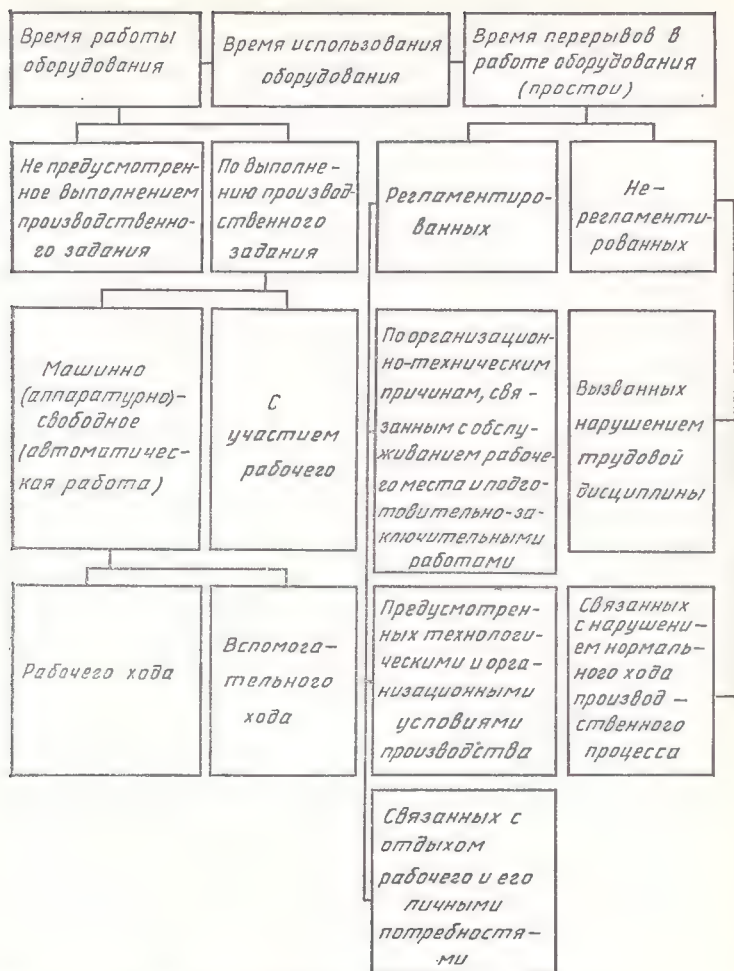 Время работы
оборудования
Время использования
оборудования
Время перерывов в
работе оборудования
(простои)
Не предусмотрен-
ное выполнением
производственно-
го задания
По выполне-
нию производ-
ственного
задания
Регламентиро-
ванных
Не-
регламенти-
рованных
Машинно
(аппаратурно)-
свободное
(автоматичес-
кая работа)
С
участием
рабочего
По организацион-
но-техническим
причинам, свя-
занным с обслу-
живанием рабоче-
го места и подго-
товительно-за-
ключительными
работами
Вызванных
нарушением
трудовой
дисциплины
Рабочего хода
Вспомога-
тельного
хода
Предусмотрен-
ных технологи-
ческими и орга-
низационными
условиями
производства
Связанных
с нарушени-
ем нормаль-
ного хода
производ-
ственного
процесса
Связанных с
отдыхом
рабочего и его
личными
потребностя-
ми